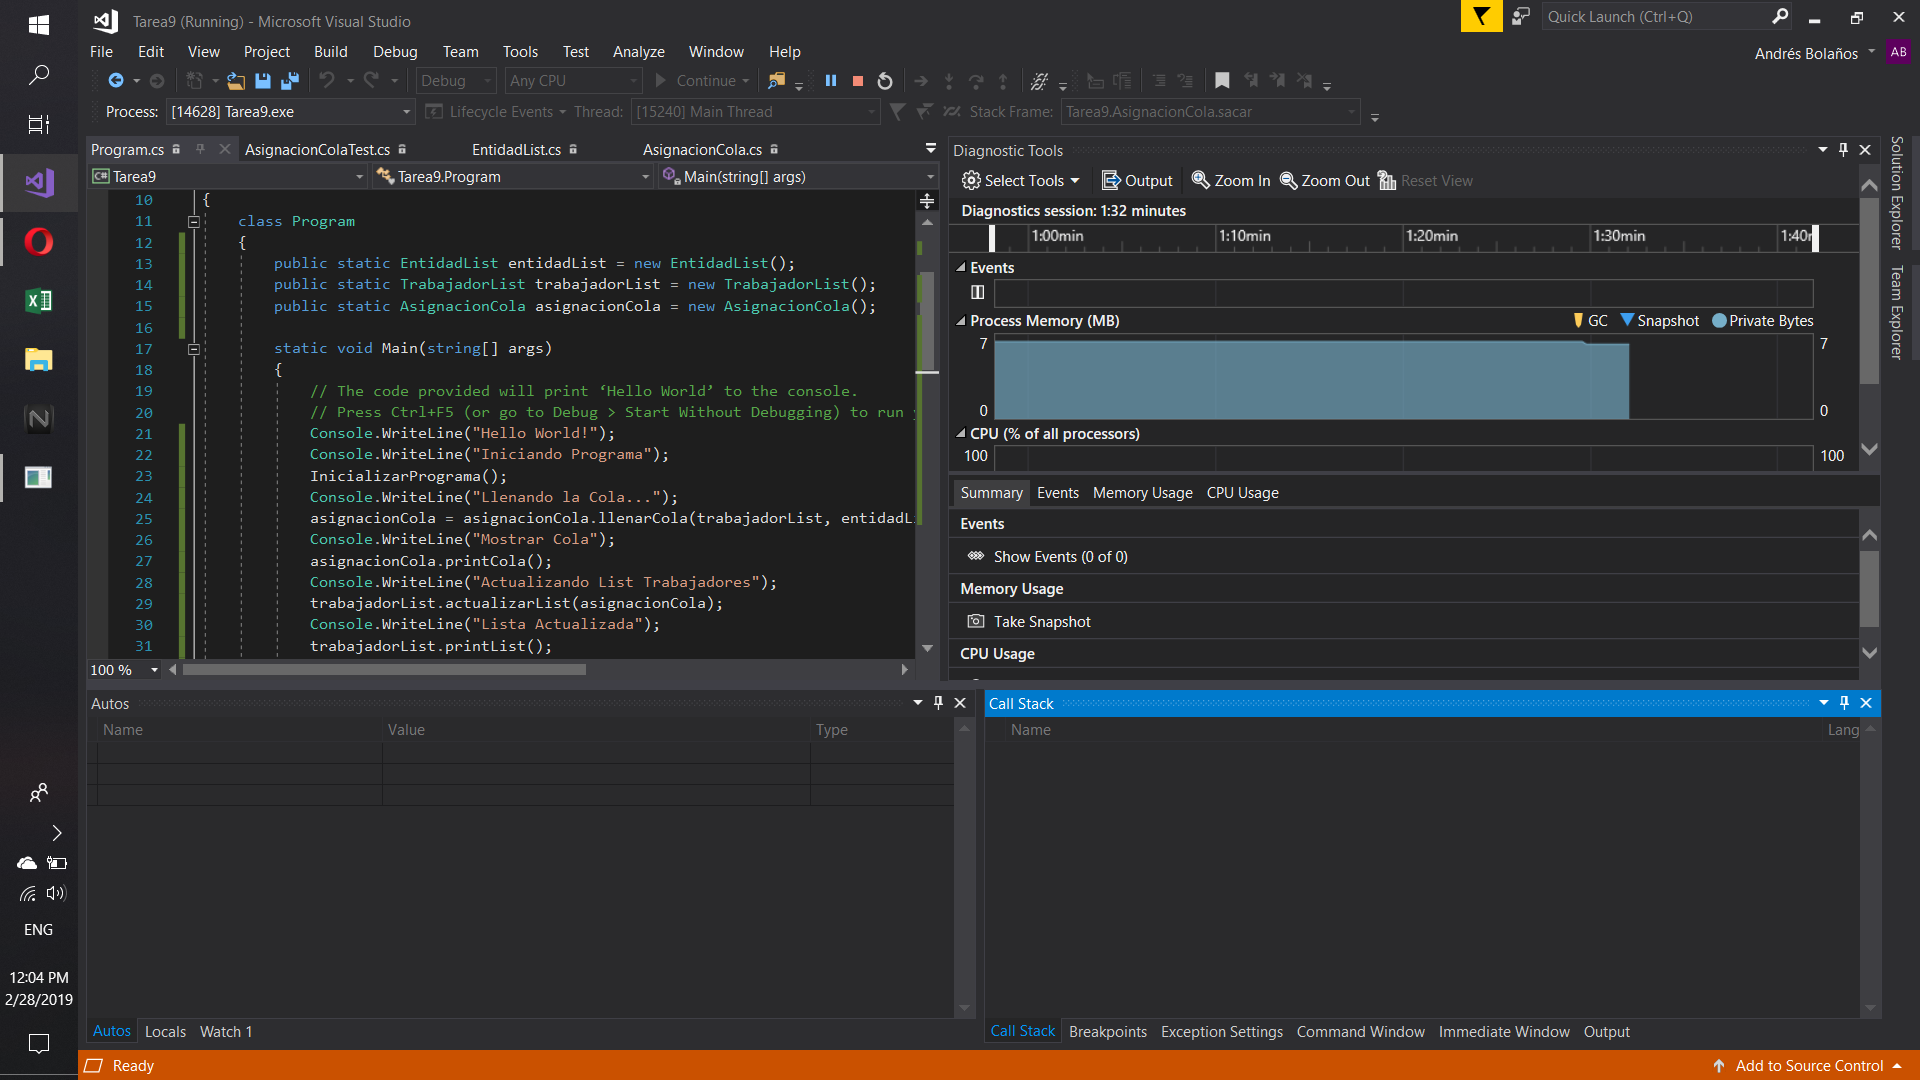 Tarea9 (Running) - Microsoft Visual Studio
Quick Launch (Ctrl+Q)
File Edit View Project Build Debug Team Tools Test Analyze Window Help
Andrés Bolaños AB
Debug Any CPU Continue
Process: [14628] Tarea9.exe Lifecycle Events Thread: [15240] Main Thread Stack Frame: Tarea9.AsignacionCola.sacar
Program.cs AsignacionColaTest.cs EntidadList.cs AsignacionCola.cs
C# Tarea9 Tarea9.Program Main(string[] args)
10 {
11 class Program
12 {
13 public static EntidadList entidadList = new EntidadList();
14 public static TrabajadorList trabajadorList = new TrabajadorList();
15 public static AsignacionCola asignacionCola = new AsignacionCola();
16
17 static void Main(string[] args)
18 {
19 // The code provided will print ‘Hello World’ to the console.
20 // Press Ctrl+F5 (or go to Debug > Start Without Debugging) to run
21 Console.WriteLine("Hello World!");
22 Console.WriteLine("Iniciando Programa");
23 InicializarPrograma();
24 Console.WriteLine("Llenando la Cola...");
25 asignacionCola = asignacionCola.llenarCola(trabajadorList, entidadL
26 Console.WriteLine("Mostrar Cola");
27 asignacionCola.printCola();
28 Console.WriteLine("Actualizando List Trabajadores");
29 trabajadorList.actualizarList(asignacionCola);
30 Console.WriteLine("Lista Actualizada");
31 trabajadorList.printList();
100 %
Diagnostic Tools
Select Tools Output Zoom In Zoom Out Reset View
Diagnostics session: 1:32 minutes
1:00min 1:10min 1:20min 1:30min 1:40
Events
Process Memory (MB) GC Snapshot Private Bytes
7 7
0 0
CPU (% of all processors)
100 100
Summary Events Memory Usage CPU Usage
Events
Show Events (0 of 0)
Memory Usage
Take Snapshot
CPU Usage
Solution Explorer
Team Explorer
Autos
Name Value Type
Call Stack
Name Lang
Autos Locals Watch 1
Call Stack Breakpoints Exception Settings Command Window Immediate Window Output
Ready
Add to Source Control
ENG
12:04 PM
2/28/2019